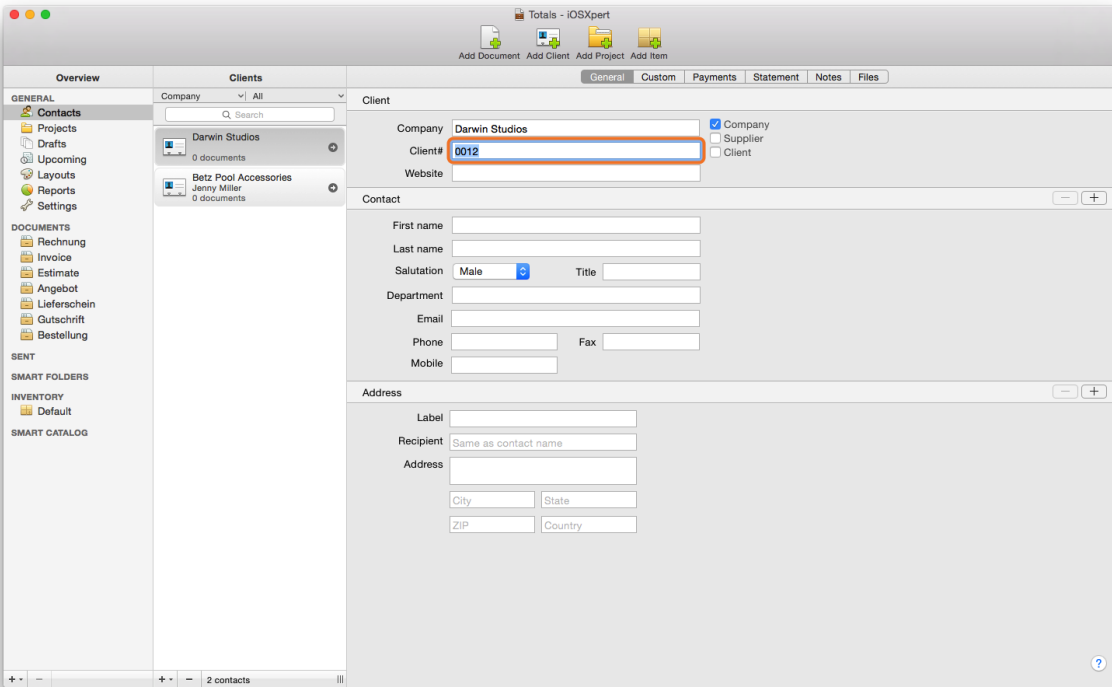 Totals - iOSXpert
Add Document Add Client Add Project Add Item
Overview
GENERAL
Contacts
Projects
Drafts
Upcoming
Layouts
Reports
Settings
DOCUMENTS
Rechnung
Invoice
Estimate
Angebot
Lieferschein
Gutschrift
Bestellung
SENT
SMART FOLDERS
INVENTORY
Default
SMART CATALOG
Clients
Company All
Search
Darwin Studios
0 documents
Betz Pool Accessories
Jenny Miller
0 documents
2 contacts
General Custom Payments Statement Notes Files
Client
Company Darwin Studios
Client# 0012
Website
Company
Supplier
Client
Contact
First name
Last name
Salutation Male Title
Department
Email
Phone Fax
Mobile
Address
Label
Recipient Same as contact name
Address
City State
ZIP Country
?